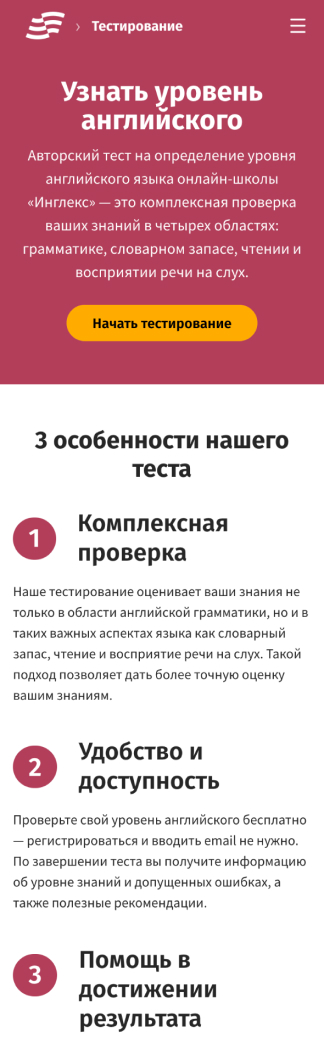 › Тестирование
Узнать уровень
английского
Авторский тест на определение уровня
английского языка онлайн-школы
«Инглекс» — это комплексная проверка
ваших знаний в четырех областях:
грамматике, словарном запасе, чтении и
восприятии речи на слух.
Начать тестирование
3 особенности нашего
теста
1
Комплексная
проверка
Наше тестирование оценивает ваши знания не
только в области английской грамматики, но и в
таких важных аспектах языка как словарный
запас, чтение и восприятие речи на слух. Такой
подход позволяет дать более точную оценку
вашим знаниям.
2
Удобство и
доступность
Проверьте свой уровень английского бесплатно
— регистрироваться и вводить email не нужно.
По завершении теста вы получите информацию
об уровне знаний и допущенных ошибках, а
также полезные рекомендации.
3
Помощь в
достижении
результата